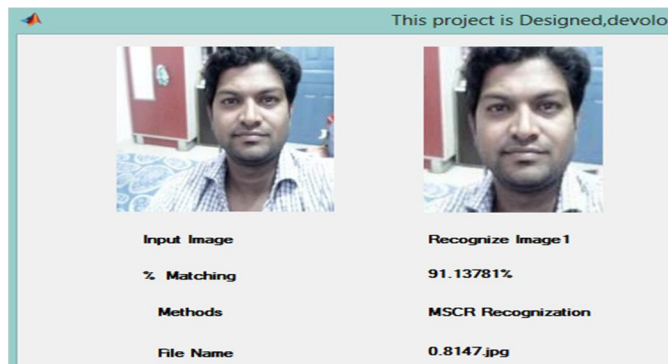 This project is Designed,devolo
Input Image Recognize Image1
% Matching 91.13781%
Methods MSCR Recognization
File Name 0.8147.jpg